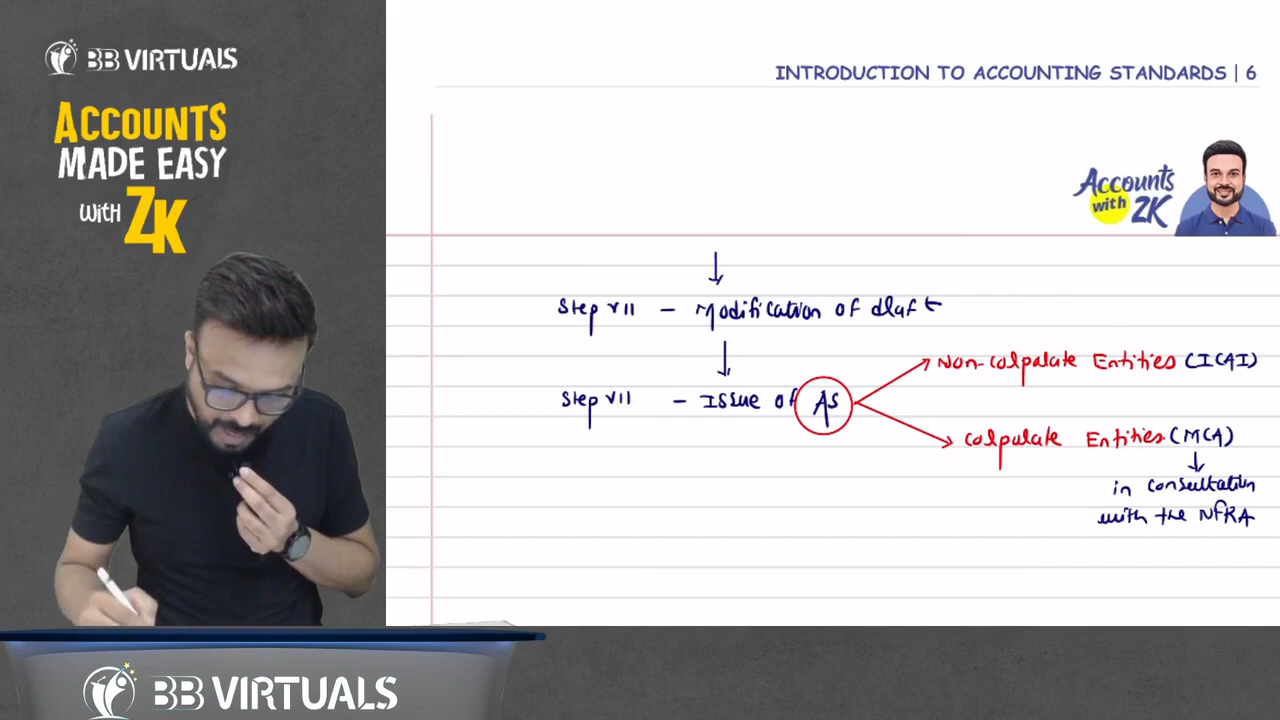 BB VIRTUALS
ACCOUNTS
MADE EASY
with ZK
INTRODUCTION TO ACCOUNTING STANDARDS | 6
Accounts
with ZK
Step VII - Modification of draft
Step VII - Issue of AS
Non-corporate Entities (ICAI)
Corporate Entities (MCA)
in consultation
with the NFRA
BB VIRTUALS